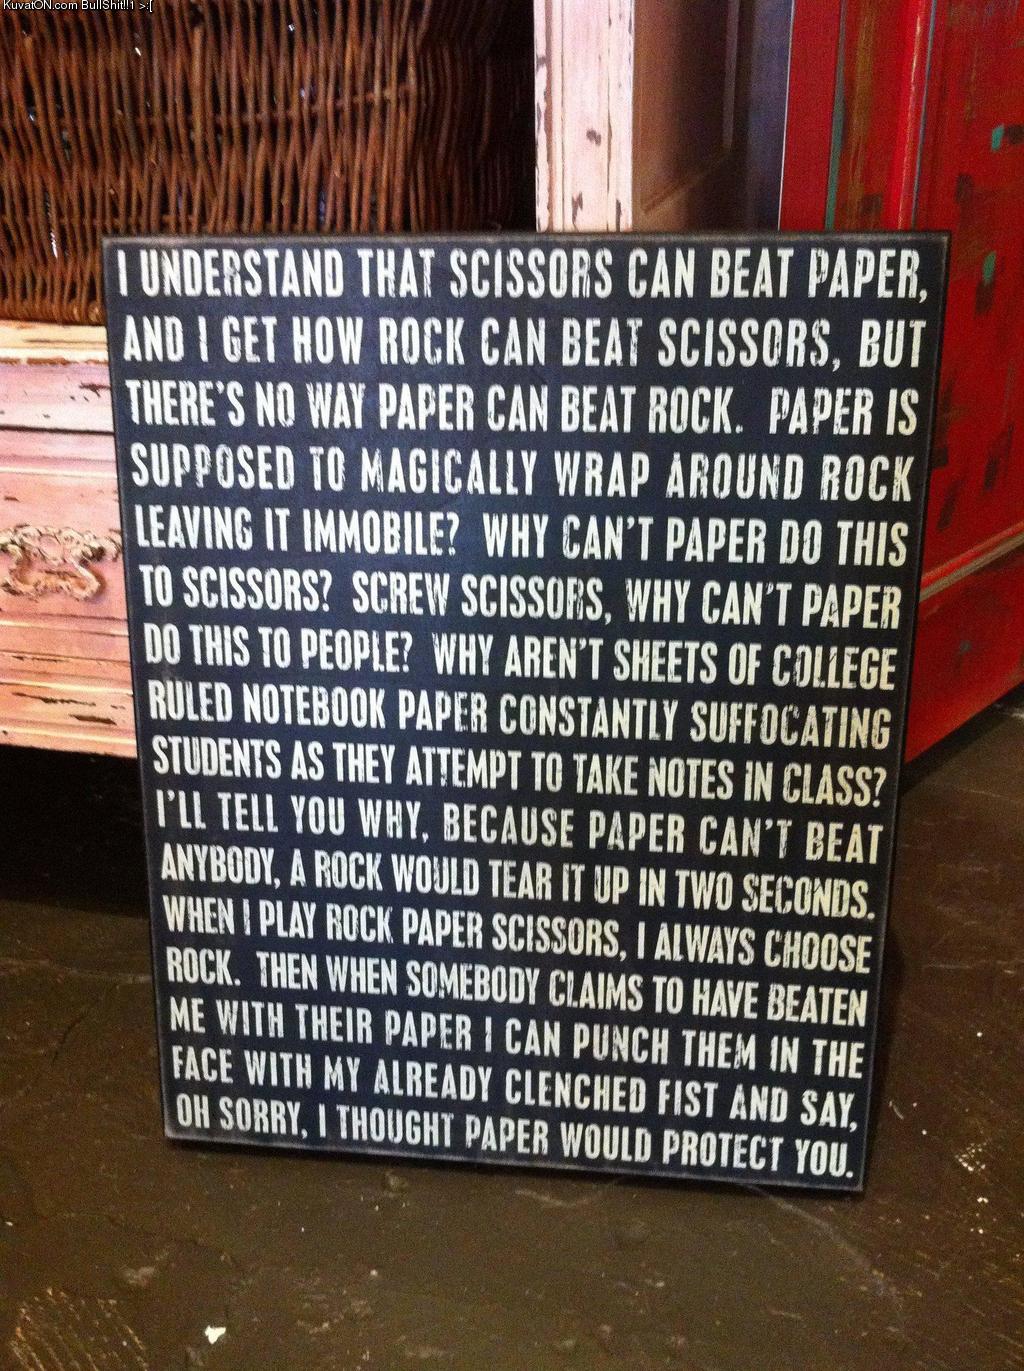 KuvatON.com BullShit!!1 >:[
I UNDERSTAND THAT SCISSORS CAN BEAT PAPER,
AND I GET HOW ROCK CAN BEAT SCISSORS, BUT
THERE'S NO WAY PAPER CAN BEAT ROCK. PAPER IS
SUPPOSED TO MAGICALLY WRAP AROUND ROCK
LEAVING IT IMMOBILE? WHY CAN'T PAPER DO THIS
TO SCISSORS? SCREW SCISSORS, WHY CAN'T PAPER
DO THIS TO PEOPLE? WHY AREN'T SHEETS OF COLLEGE
RULED NOTEBOOK PAPER CONSTANTLY SUFFOCATING
STUDENTS AS THEY ATTEMPT TO TAKE NOTES IN CLASS?
I'LL TELL YOU WHY, BECAUSE PAPER CAN'T BEAT
ANYBODY, A ROCK WOULD TEAR IT UP IN TWO SECONDS.
WHEN I PLAY ROCK PAPER SCISSORS, I ALWAYS CHOOSE
ROCK. THEN WHEN SOMEBODY CLAIMS TO HAVE BEATEN
ME WITH THEIR PAPER I CAN PUNCH THEM IN THE
FACE WITH MY ALREADY CLENCHED FIST AND SAY,
OH SORRY, I THOUGHT PAPER WOULD PROTECT YOU.